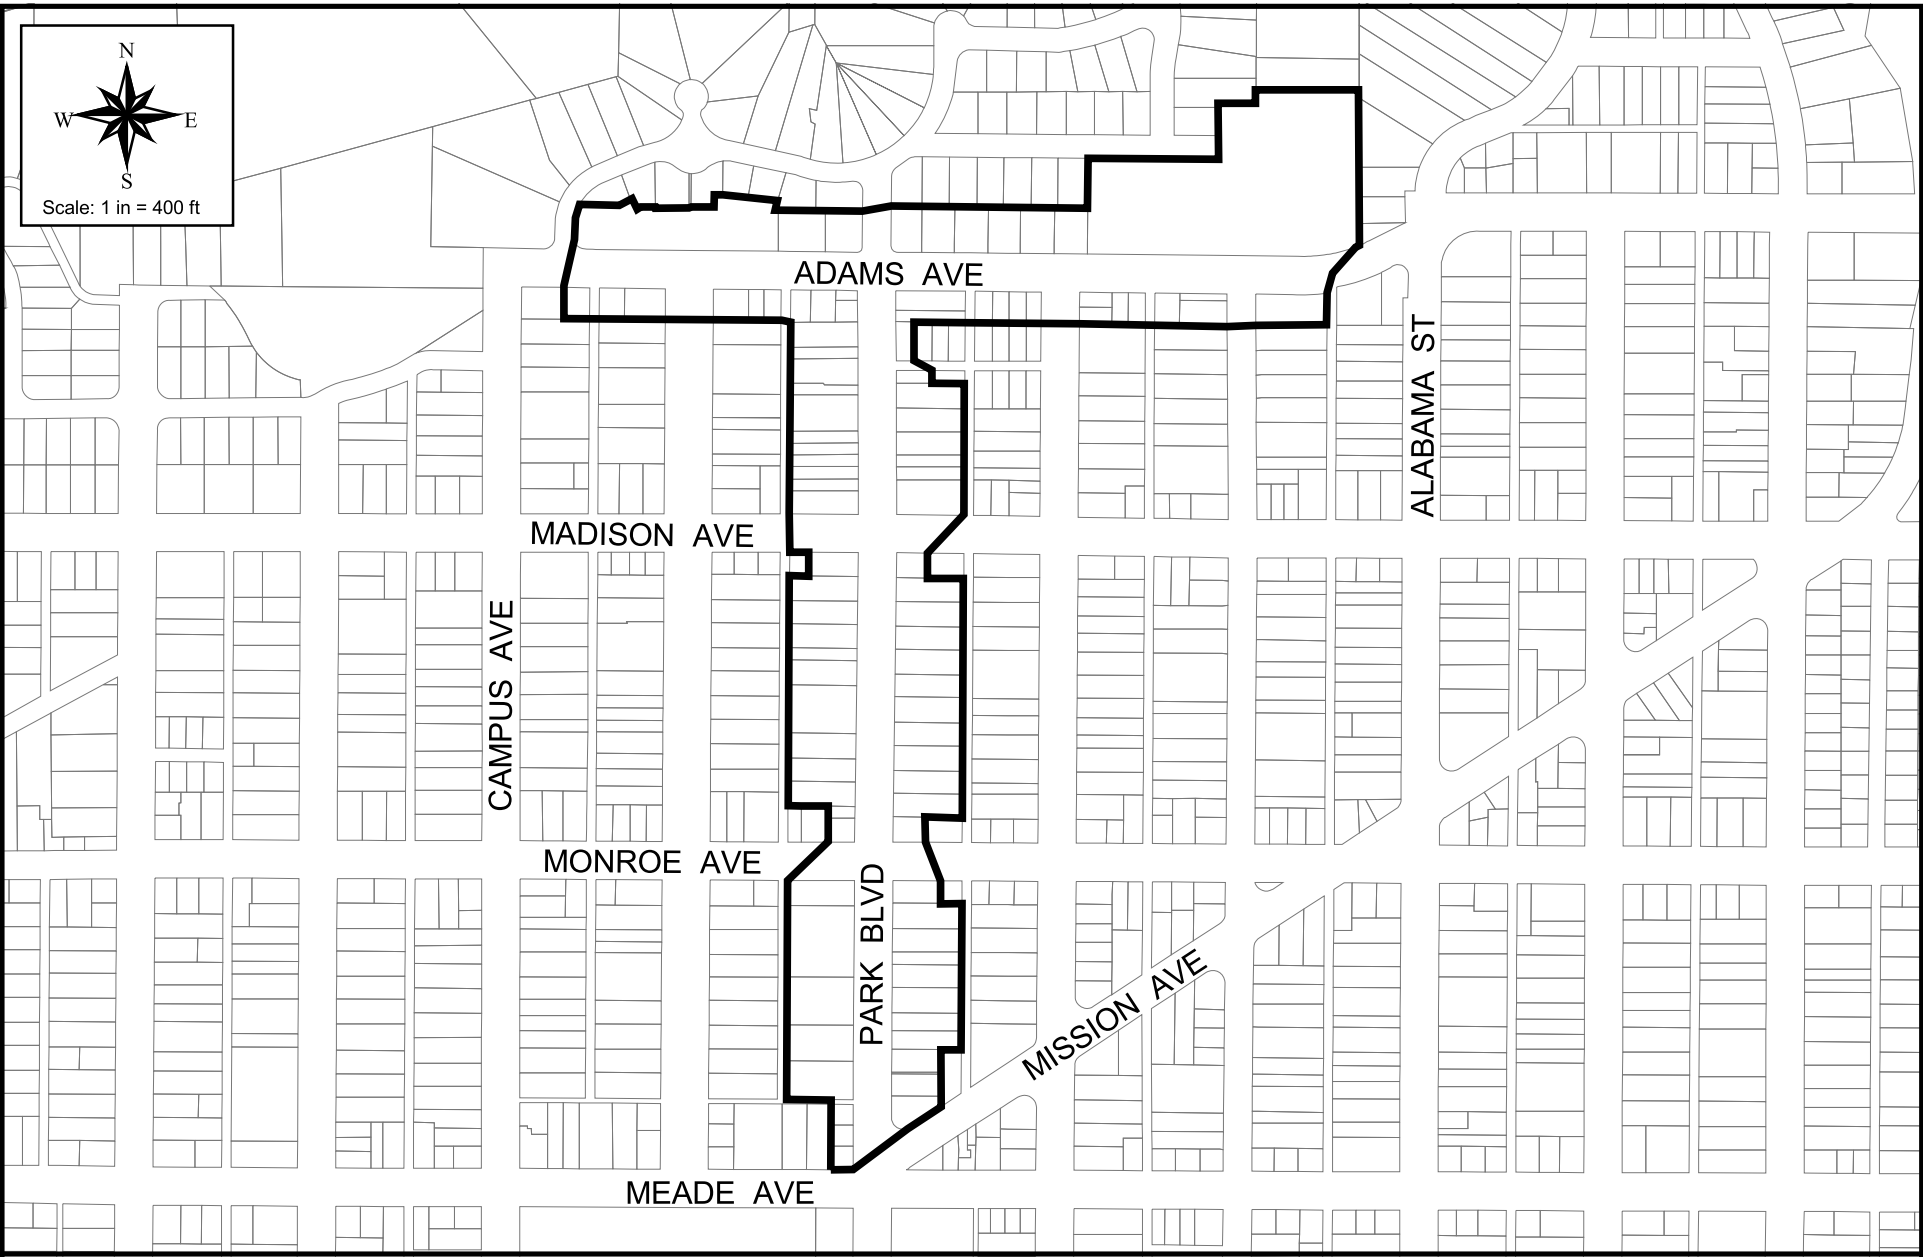 N
W E
S
Scale: 1 in = 400 ft
ADAMS AVE
ALABAMA ST
MADISON AVE
CAMPUS AVE
MONROE AVE
PARK BLVD
MISSION AVE
MEADE AVE